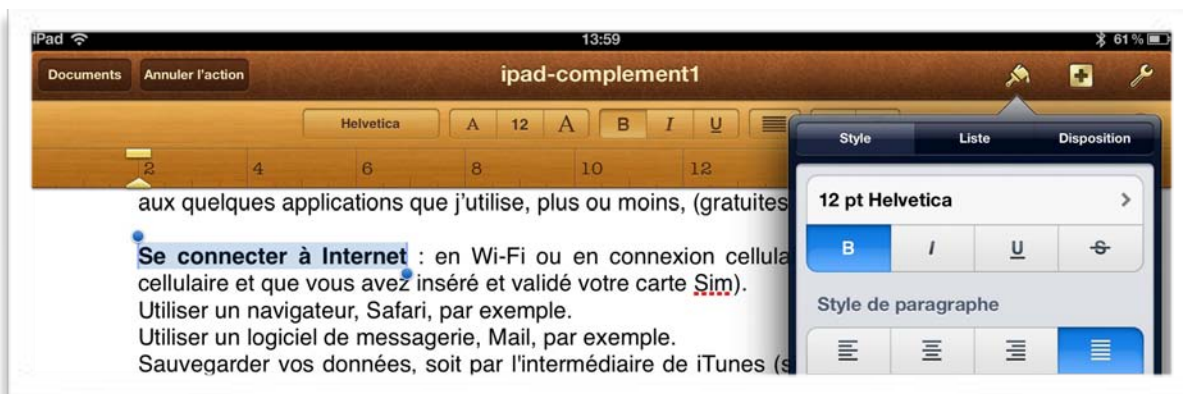 iPad 13:59 61 %
Documents Annuler l'action ipad-complement1
Helvetica A 12 A B I U
Style Liste Disposition
2 4 6 8 10 12
12 pt Helvetica
B I U S
Style de paragraphe
aux quelques applications que j'utilise, plus ou moins, (gratuites
Se connecter à Internet : en Wi-Fi ou en connexion cellula
cellulaire et que vous avez inséré et validé votre carte Sim).
Utiliser un navigateur, Safari, par exemple.
Utiliser un logiciel de messagerie, Mail, par exemple.
Sauvegarder vos données, soit par l'intermédiaire de iTunes (s